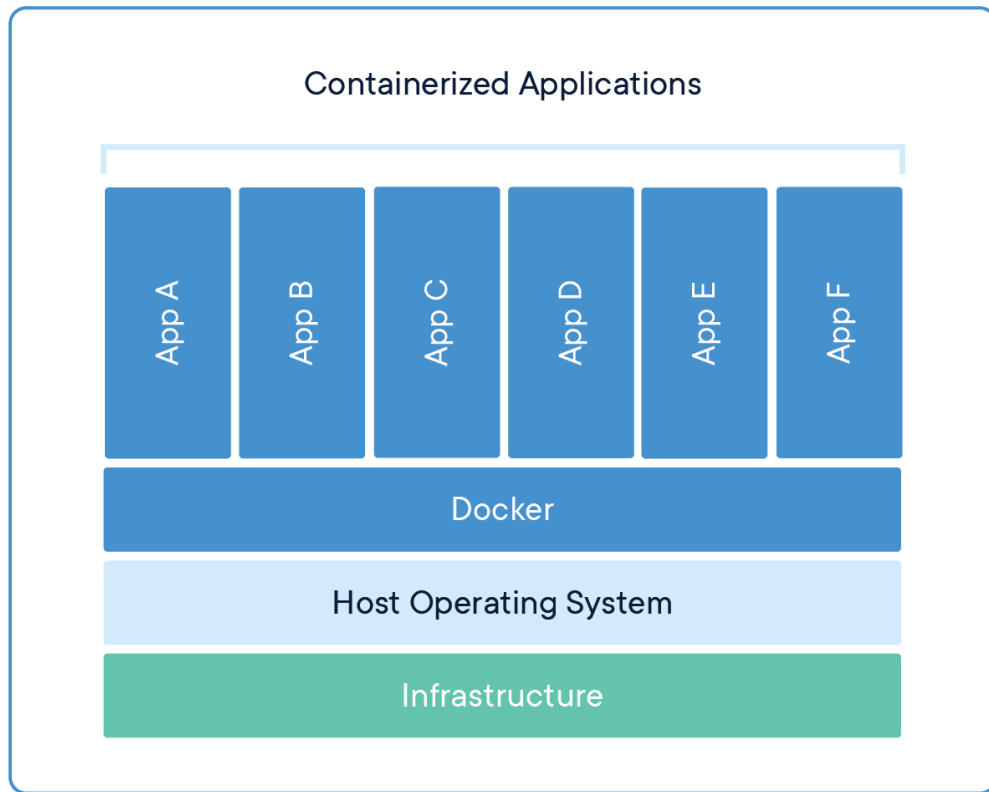 Containerized Applications
App A
App B
App C
App D
App E
App F
Docker
Host Operating System
Infrastructure